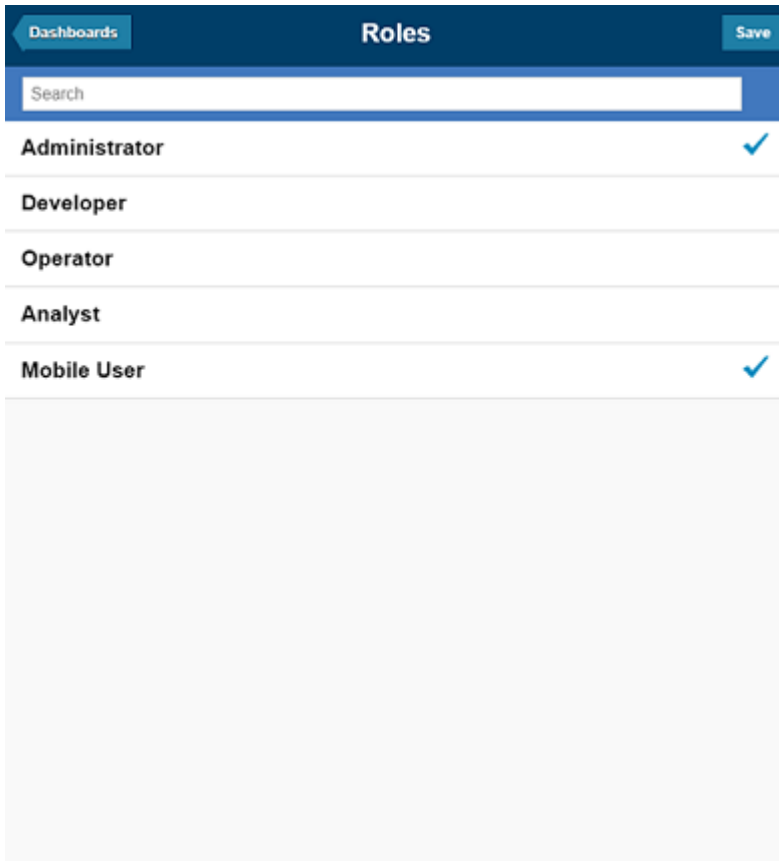 Dashboards Roles Save
Search
Administrator
Developer
Operator
Analyst
Mobile User